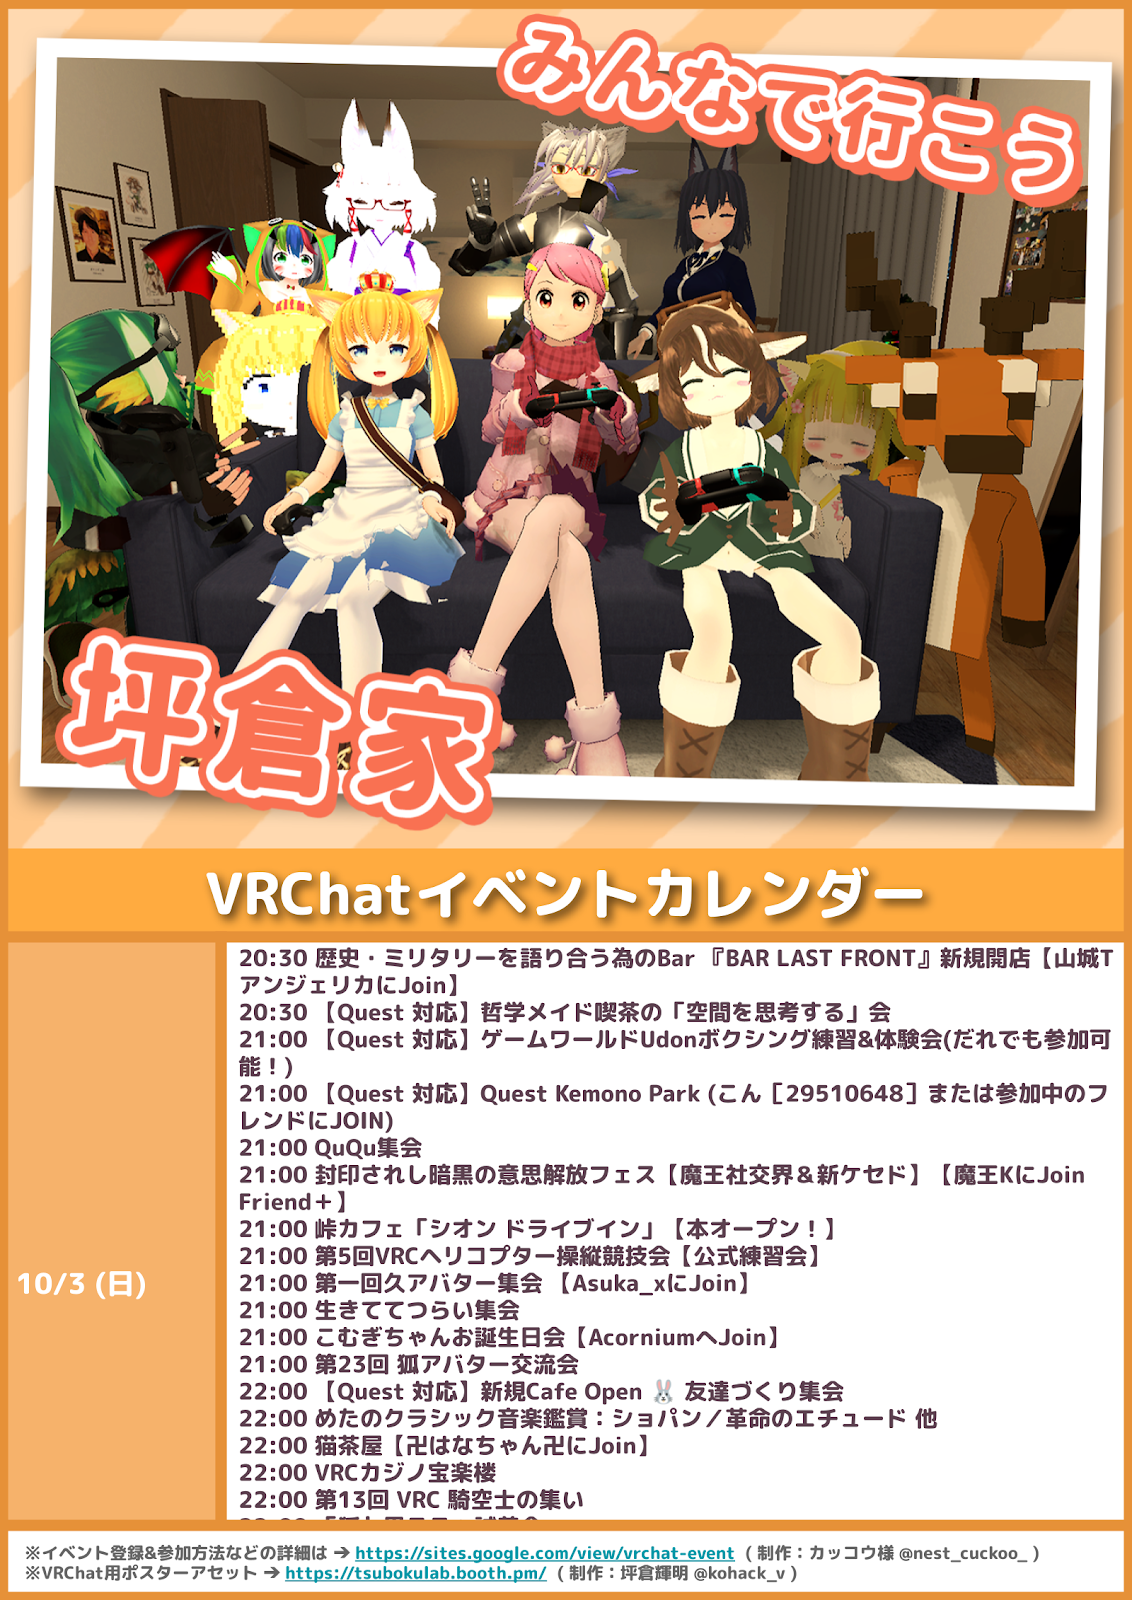 みんなで行こう
坪倉家
VRChatイベントカレンダー
10/3 (日)
20:30 歴史・ミリタリーを語り合う為のBar 『BAR LAST FRONT』新規開店【山城T
アンジェリカにJoin】
20:30 【Quest 対応】哲学メイド喫茶の「空間を思考する」会
21:00 【Quest 対応】ゲームワールドUdonボクシング練習&体験会(だれでも参加可
能！)
21:00 【Quest 対応】Quest Kemono Park (こん［29510648］または参加中のフ
レンドにJOIN)
21:00 QuQu集会
21:00 封印されし暗黒の意思解放フェス【魔王社交界＆新ケセド】【魔王KにJoin
Friend＋】
21:00 峠カフェ「シオン ドライブイン」【本オープン！】
21:00 第5回VRCヘリコプター操縦競技会【公式練習会】
21:00 第一回久アバター集会 【Asuka_xにJoin】
21:00 生きててつらい集会
21:00 こむぎちゃんお誕生日会【AcorniumへJoin】
21:00 第23回 狐アバター交流会
22:00 【Quest 対応】新規Cafe Open 🐰 友達づくり集会
22:00 めたのクラシック音楽鑑賞：ショパン／革命のエチュード 他
22:00 猫茶屋【卍はなちゃん卍にJoin】
22:00 VRCカジノ宝楽楼
22:00 第13回 VRC 騎空士の集い
※イベント登録&参加方法などの詳細は → https://sites.google.com/view/vrchat-event ( 制作：カッコウ様 @nest_cuckoo_ )
※VRChat用ポスターアセット → https://tsubokulab.booth.pm/ ( 制作：坪倉輝明 @kohack_v )